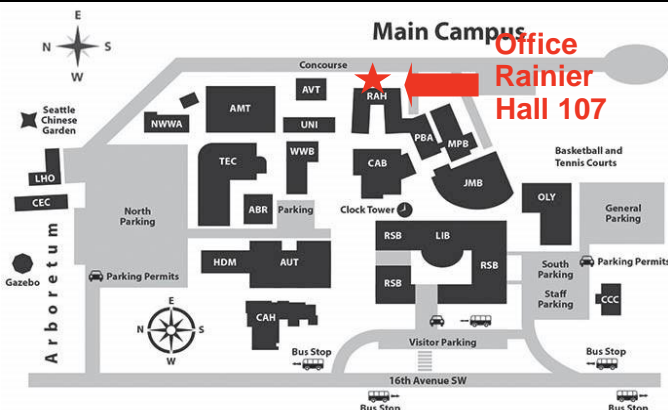 E
N
S
W
Main Campus
Office
Rainier
Hall 107
Concourse
Seattle
Chinese
Garden
AVT
RAH
AMT
NWWA
UNI
PBA
MPB
Basketball and
Tennis Courts
TEC
WWB
CAB
JMB
LHO
CEC
OLY
North
Parking
ABR
Parking
Clock Tower
General
Parking
Arboretum
RSB
LIB
HDM
AUT
RSB
RSB
South
Parking
Parking Permits
Gazebo
Parking Permits
Staff
Parking
CCC
E
N
S
W
CAH
Visitor Parking
Bus Stop
Bus Stop
16th Avenue SW
Bus Stop
Bus Stop